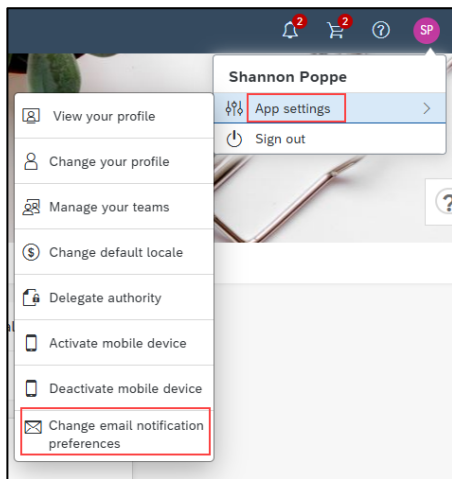 2
2
?
SP
Shannon Poppe
App settings
Sign out
View your profile
Change your profile
Manage your teams
$
Change default locale
Delegate authority
Activate mobile device
Deactivate mobile device
Change email notification
preferences
?